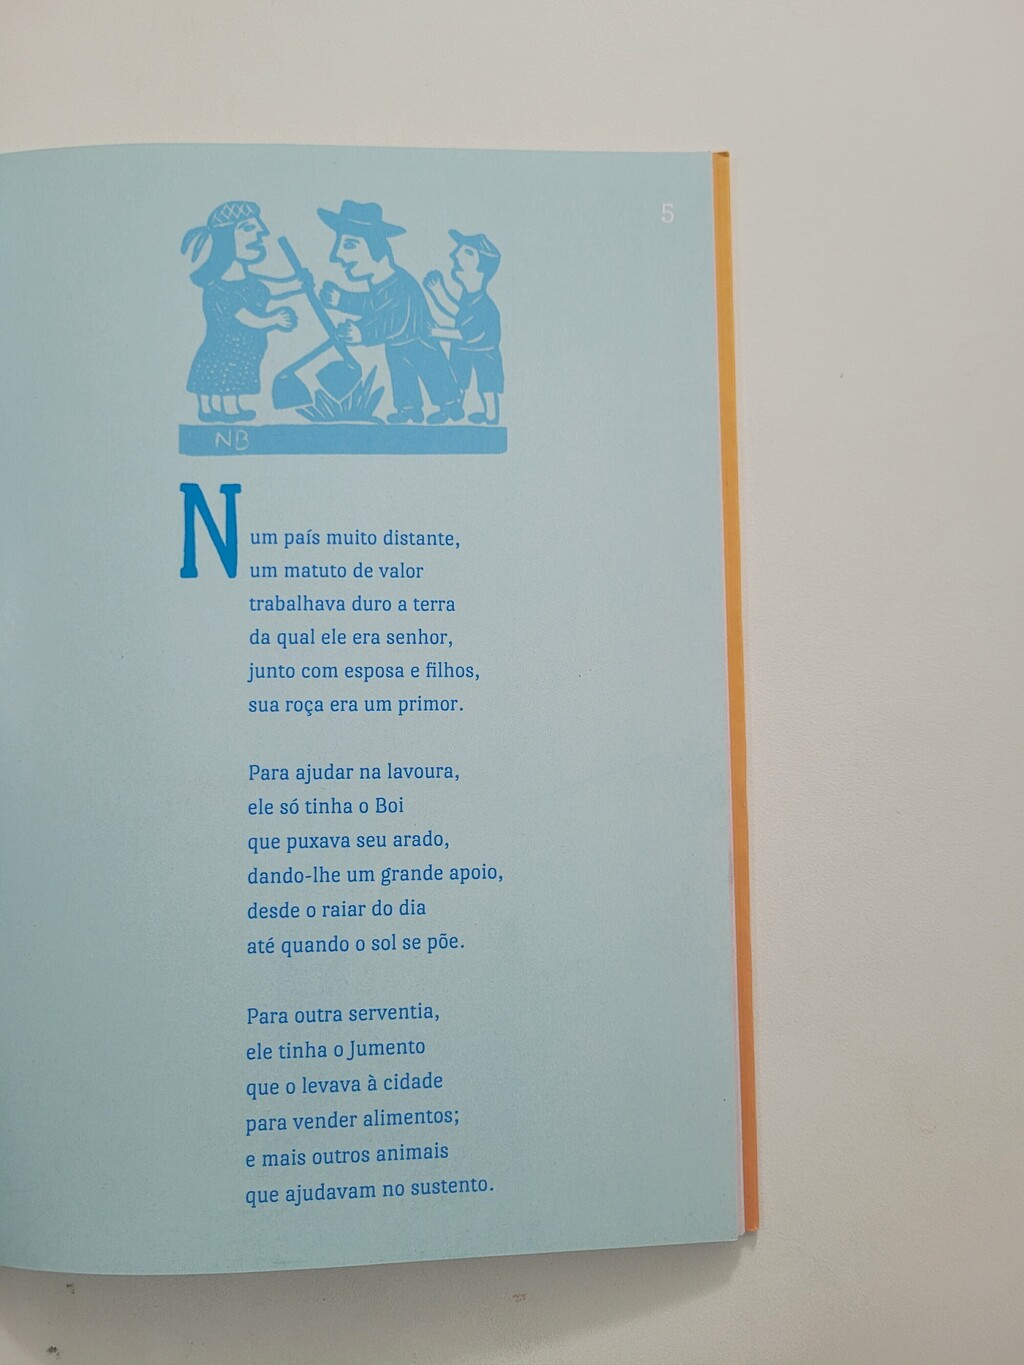 5
NB
Num país muito distante,
um matuto de valor
trabalhava duro a terra
da qual ele era senhor,
junto com esposa e filhos,
sua roça era um primor.
Para ajudar na lavoura,
ele só tinha o Boi
que puxava seu arado,
dando-lhe um grande apoio,
desde o raiar do dia
até quando o sol se põe.
Para outra serventia,
ele tinha o Jumento
que o levava à cidade
para vender alimentos;
e mais outros animais
que ajudavam no sustento.